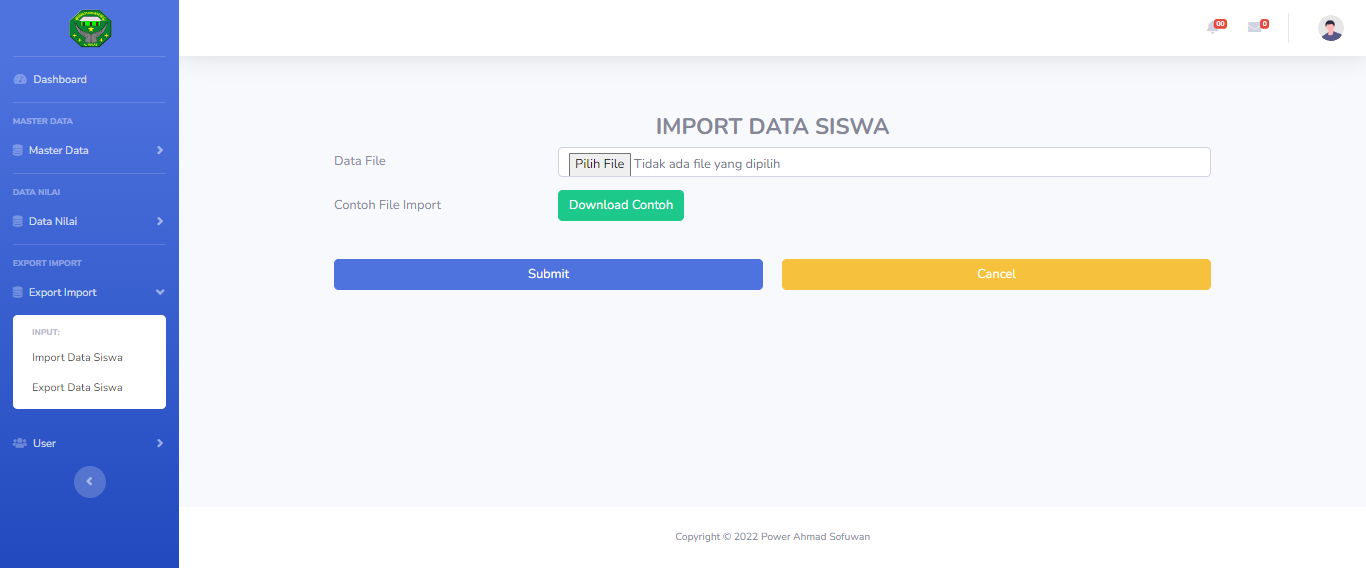 00
0
Dashboard
MASTER DATA
Master Data
DATA NILAI
Data Nilai
EXPORT IMPORT
Export Import
INPUT:
Import Data Siswa
Export Data Siswa
User
IMPORT DATA SISWA
Data File
Pilih File Tidak ada file yang dipilih
Contoh File Import
Download Contoh
Submit
Cancel
Copyright © 2022 Power Ahmad Sofuwan